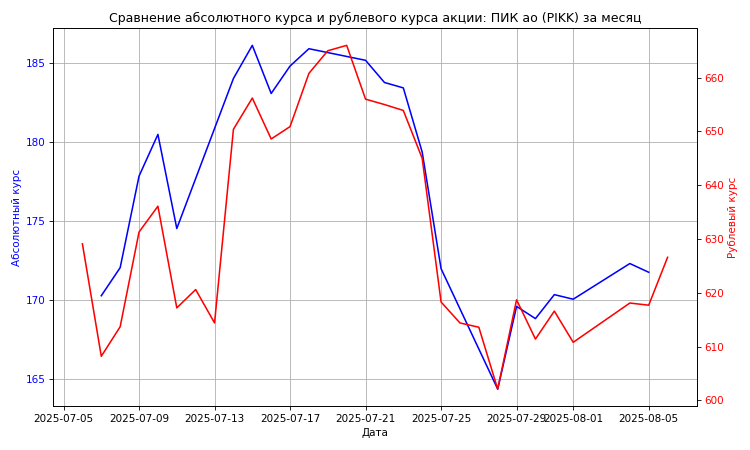 Сравнение абсолютного курса и рублевого курса акции: ПИК ао (PIKK) за месяц
Абсолютный курс
185
180
175
170
165
660
650
640
630
620
610
600
Рублевый курс
2025-07-05 2025-07-09 2025-07-13 2025-07-17 2025-07-21 2025-07-25 2025-07-29 2025-08-01 2025-08-05
Дата